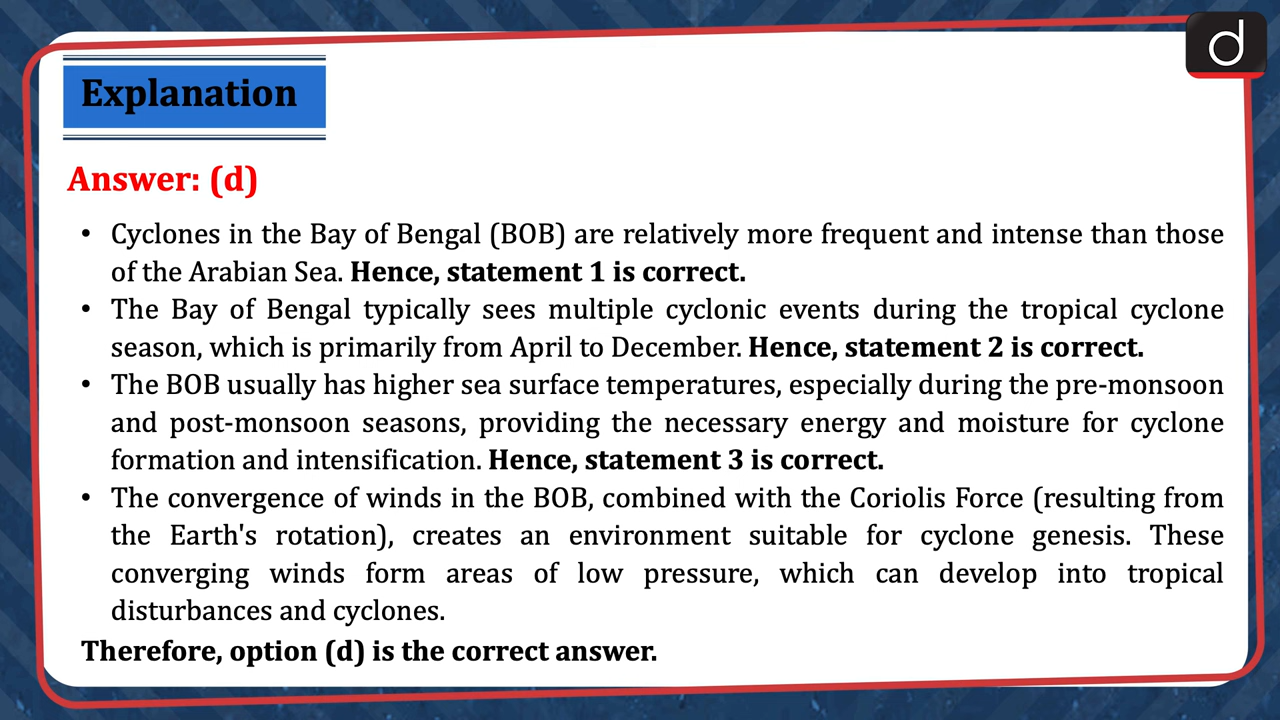 d
Explanation
Answer: (d)
• Cyclones in the Bay of Bengal (BOB) are relatively more frequent and intense than those
of the Arabian Sea. Hence, statement 1 is correct.
• The Bay of Bengal typically sees multiple cyclonic events during the tropical cyclone
season, which is primarily from April to December. Hence, statement 2 is correct.
• The BOB usually has higher sea surface temperatures, especially during the pre-monsoon
and post-monsoon seasons, providing the necessary energy and moisture for cyclone
formation and intensification. Hence, statement 3 is correct.
• The convergence of winds in the BOB, combined with the Coriolis Force (resulting from
the Earth's rotation), creates an environment suitable for cyclone genesis. These
converging winds form areas of low pressure, which can develop into tropical
disturbances and cyclones.
Therefore, option (d) is the correct answer.